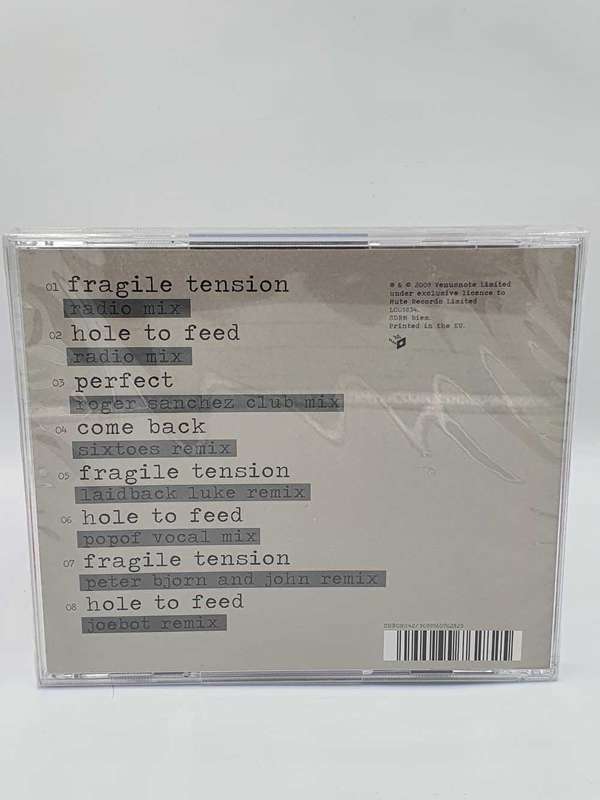 01 fragile tension
radio mix
02 hole to feed
radio mix
03 perfect
roger sanchez club mix
04 come back
sixtoes remix
05 fragile tension
laidback luke remix
06 hole to feed
popof vocal mix
07 fragile tension
peter bjorn and john remix
08 hole to feed
joebot remix
℗ & © 2009 Venusnote Limited
under exclusive licence to
Mute Records Limited
LC05834.
SDRM biem.
Printed in the EU.